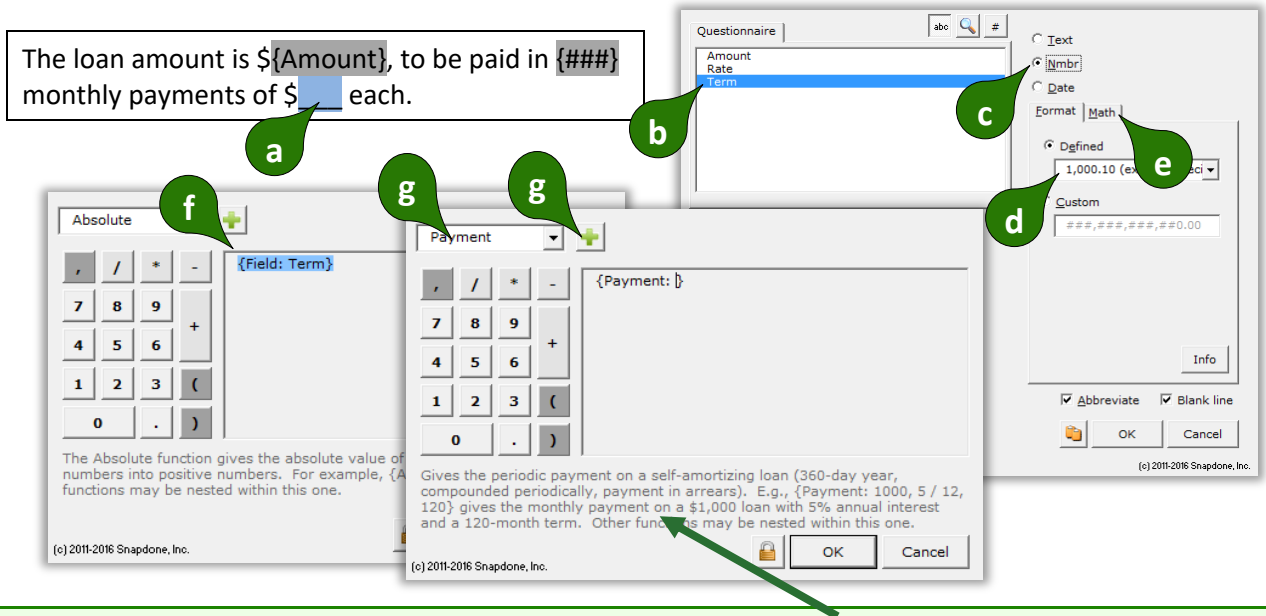 The loan amount is ${Amount}, to be paid in {###}
monthly payments of $___ each.
a
Questionnaire
abc
#
Amount
Rate
Term
b
Text
Nmbr
Date
c
Format
Math
e
Defined
1,000.10 (ex eci
d
Custom
###,###,###,##0.00
Info
Abbreviate
Blank line
OK
Cancel
(c) 2011-2016 Snapdone, Inc.
Absolute
f
{Field: Term}
, / * -
7 8 9
+
4 5 6
1 2 3 (
0 . )
The Absolute function gives the absolute value of
numbers into positive numbers. For example, {A
functions may be nested within this one.
(c) 2011-2016 Snapdone, Inc.
g
g
Payment
{Payment: }
, / * -
7 8 9
+
4 5 6
1 2 3 (
0 . )
Gives the periodic payment on a self-amortizing loan (360-day year,
compounded periodically, payment in arrears). E.g., {Payment: 1000, 5 / 12,
120} gives the monthly payment on a $1,000 loan with 5% annual interest
and a 120-month term. Other functions may be nested within this one.
OK
Cancel
(c) 2011-2016 Snapdone, Inc.